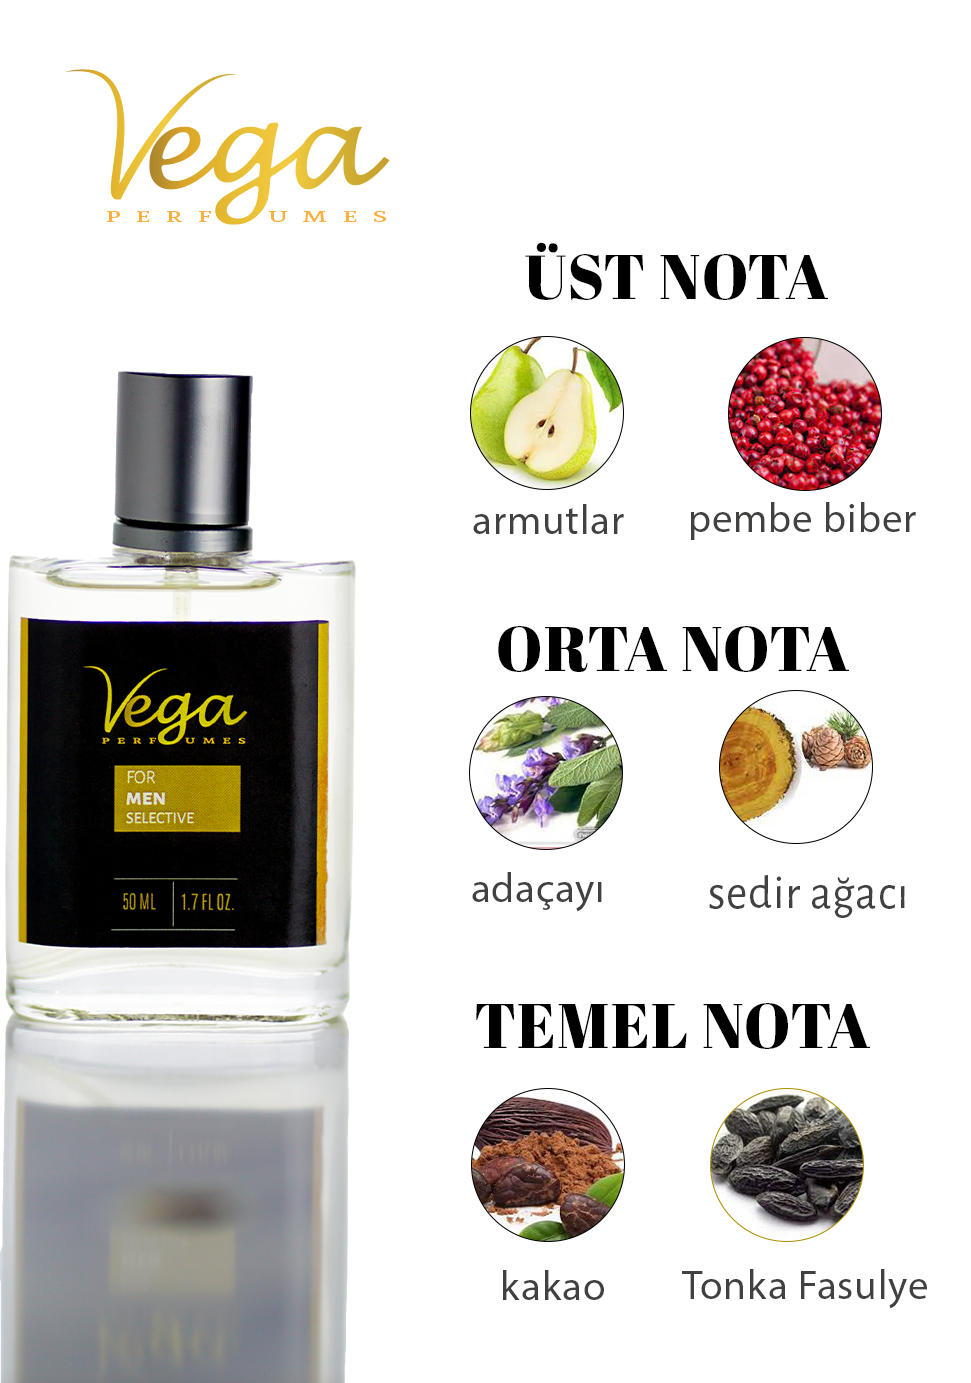 Vega
PERFUMES
ÜST NOTA
armutlar
pembe biber
ORTA NOTA
adaçayı
sedir ağacı
TEMEL NOTA
kakao
Tonka Fasulye
Vega
PERFUMES
FOR
MEN
SELECTIVE
50 ML
1.7 FL OZ.